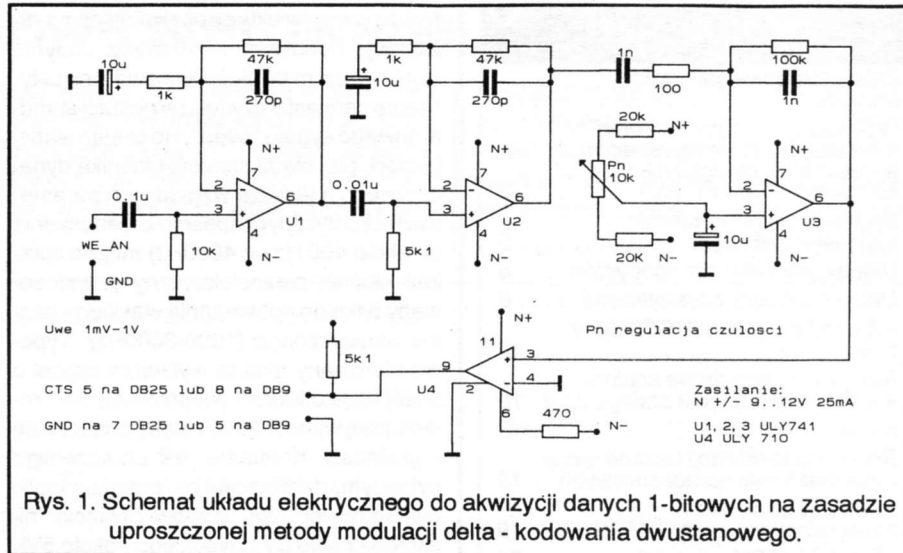 10u
+
1k
47k
270p
1k
10u
47k
270p
1n
100
100k
1n
0.1u
WE_AN
GND
10k
2
3
N+
7
6
4
N-
U1
0.01u
5k1
2
3
N+
7
6
4
N-
U2
20k
N+
Pn
10k
20K
N-
10u
2
3
N+
7
6
4
N-
U3
Uwe 1mV-1V
Pn regulacja czulosci
5k1
9
U4
N+
11
3
4
2
6
470
N-
CTS 5 na DB25 lub 8 na DB9
GND na 7 DB25 lub 5 na DB9
Zasilanie:
N +/- 9..12V 25mA
U1, 2, 3 ULY741
U4 ULY 710
Rys. 1. Schemat układu elektrycznego do akwizycji danych 1-bitowych na zasadzie
uproszczonej metody modulacji delta - kodowania dwustanowego.